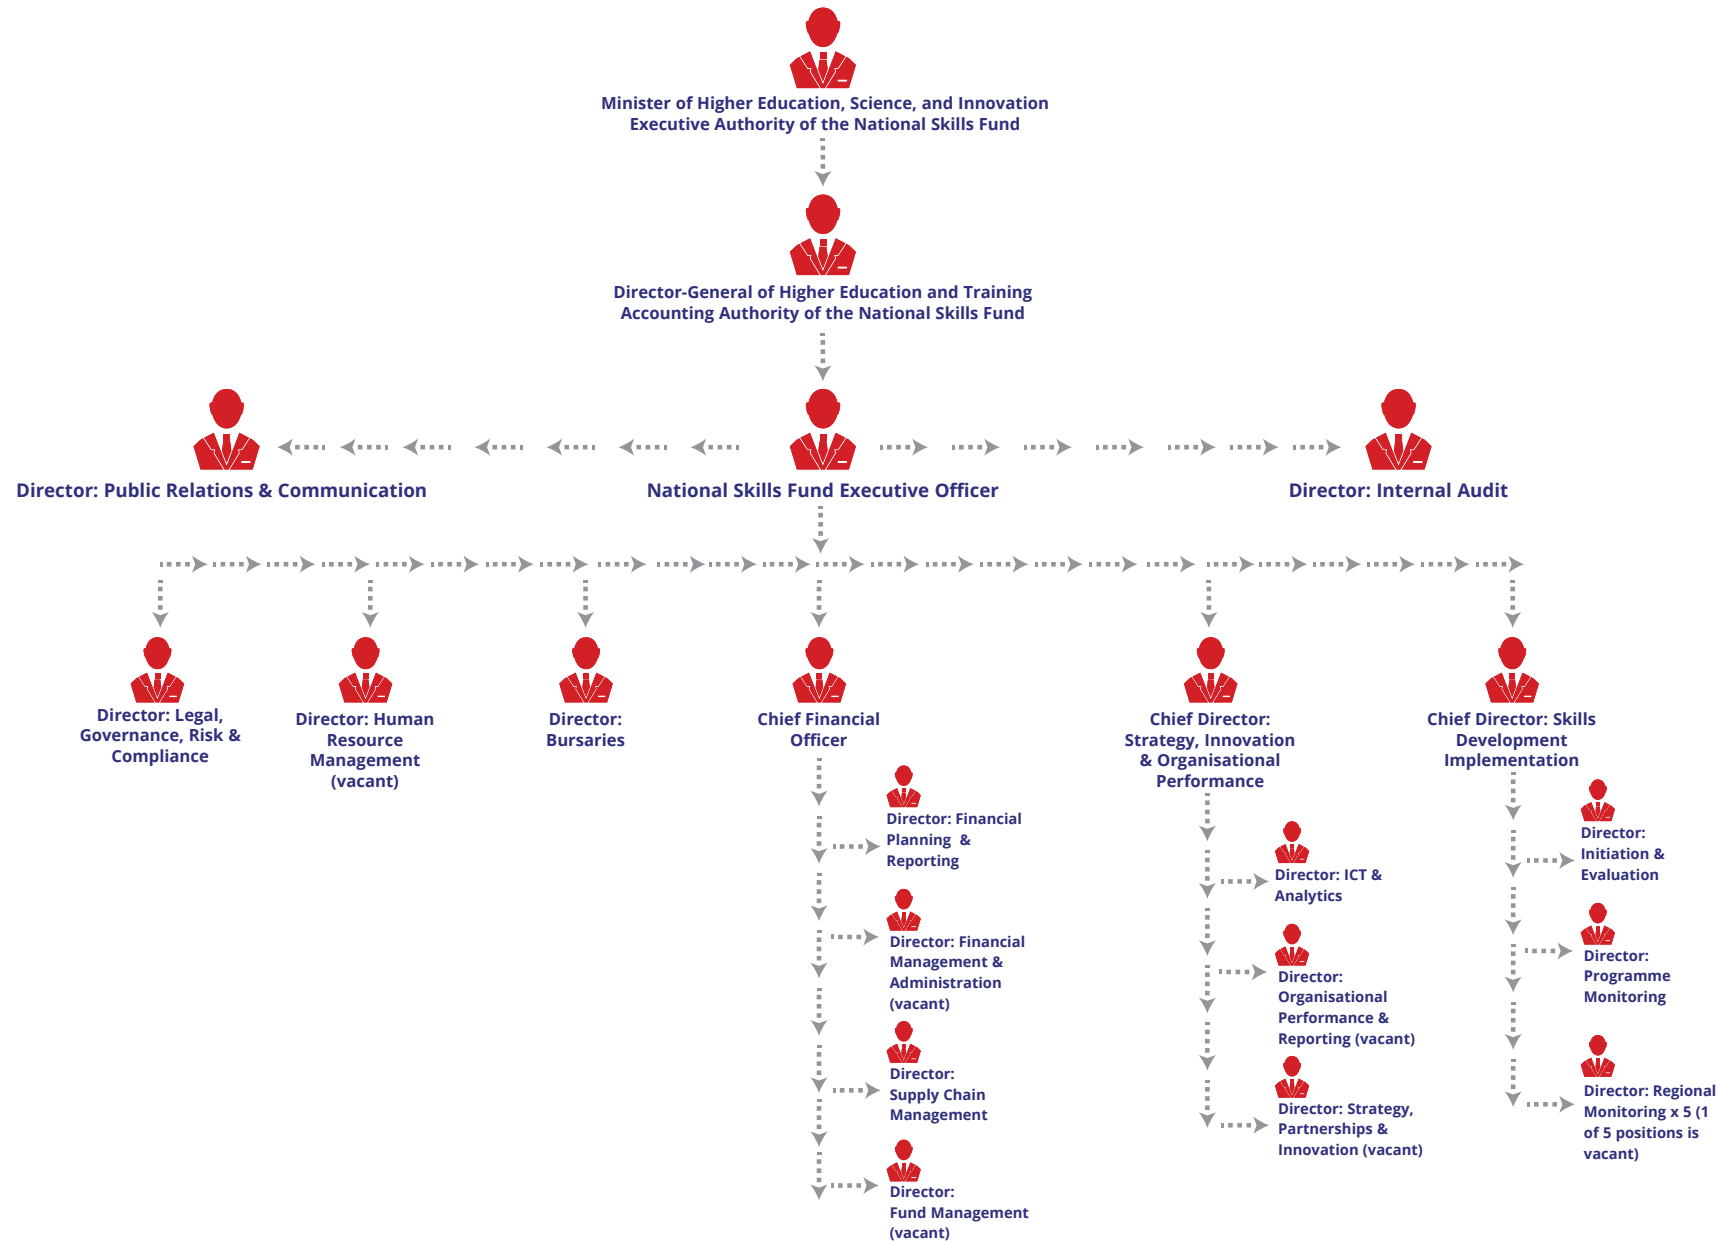 Minister of Higher Education, Science, and Innovation
Executive Authority of the National Skills Fund
Director-General of Higher Education and Training
Accounting Authority of the National Skills Fund
Director: Public Relations & Communication
National Skills Fund Executive Officer
Director: Internal Audit
Director: Legal,
Governance, Risk &
Compliance
Director: Human
Resource
Management
(vacant)
Director:
Bursaries
Chief Financial
Officer
Director: Financial
Planning &
Reporting
Director: Financial
Management &
Administration
(vacant)
Director:
Supply Chain
Management
Director:
Fund Management
(vacant)
Chief Director:
Strategy, Innovation
& Organisational
Performance
Director: ICT &
Analytics
Director:
Organisational
Performance &
Reporting (vacant)
Director: Strategy,
Partnerships &
Innovation (vacant)
Chief Director: Skills
Development
Implementation
Director:
Initiation &
Evaluation
Director:
Programme
Monitoring
Director: Regional
Monitoring x 5 (1
of 5 positions is
vacant)